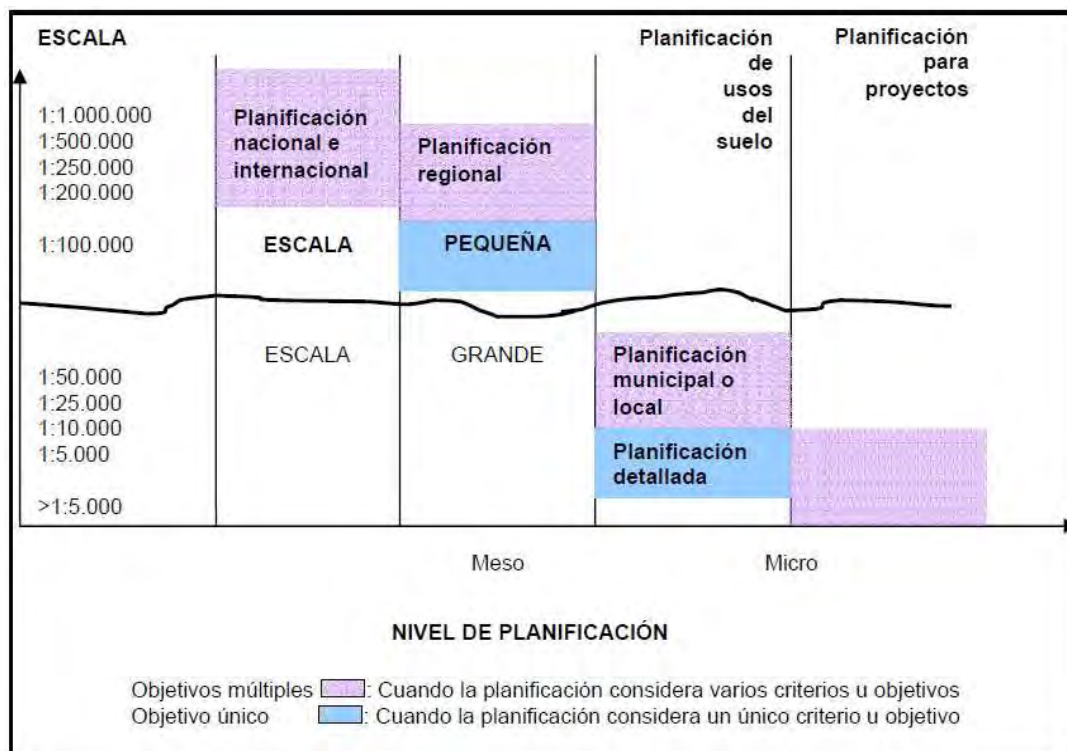 ESCALA
Planificación
de
usos
del
suelo
Planificación
para
proyectos
1:1.000.000
1:500.000
1:250.000
1:200.000
1:100.000
Planificación
nacional e
internacional
Planificación
regional
ESCALA
PEQUEÑA
ESCALA
GRANDE
1:50.000
1:25.000
1:10.000
1:5.000
>1:5.000
Planificación
municipal o
local
Planificación
detallada
Meso
Micro
NIVEL DE PLANIFICACIÓN
Objetivos múltiples : Cuando la planificación considera varios criterios u objetivos
Objetivo único : Cuando la planificación considera un único criterio u objetivo